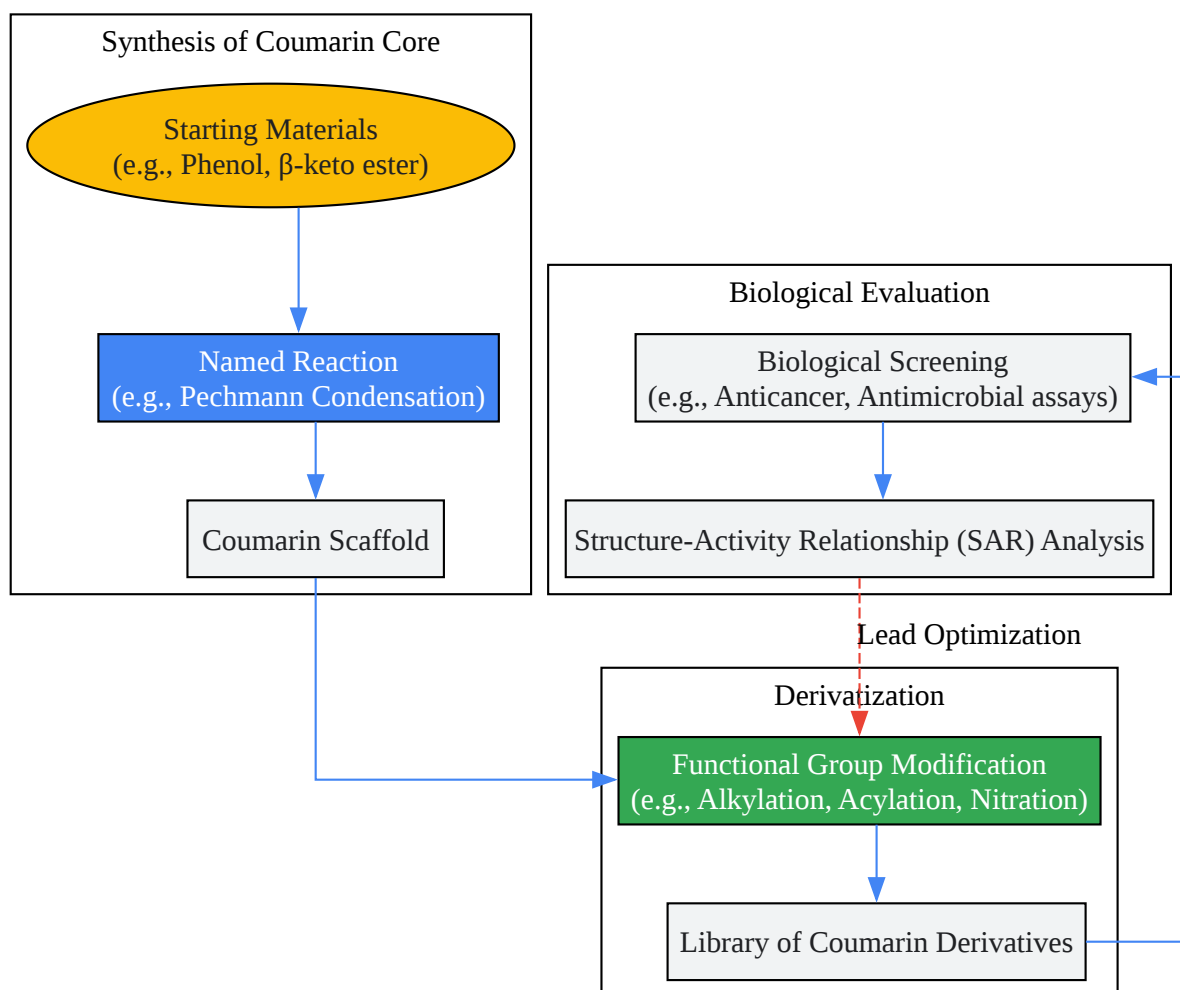 Synthesis of Coumarin Core
Starting Materials
(e.g., Phenol, β-keto ester)
Named Reaction
(e.g., Pechmann Condensation)
Coumarin Scaffold
Biological Evaluation
Biological Screening
(e.g., Anticancer, Antimicrobial assays)
Structure-Activity Relationship (SAR) Analysis
Lead Optimization
Derivatization
Functional Group Modification
(e.g., Alkylation, Acylation, Nitration)
Library of Coumarin Derivatives